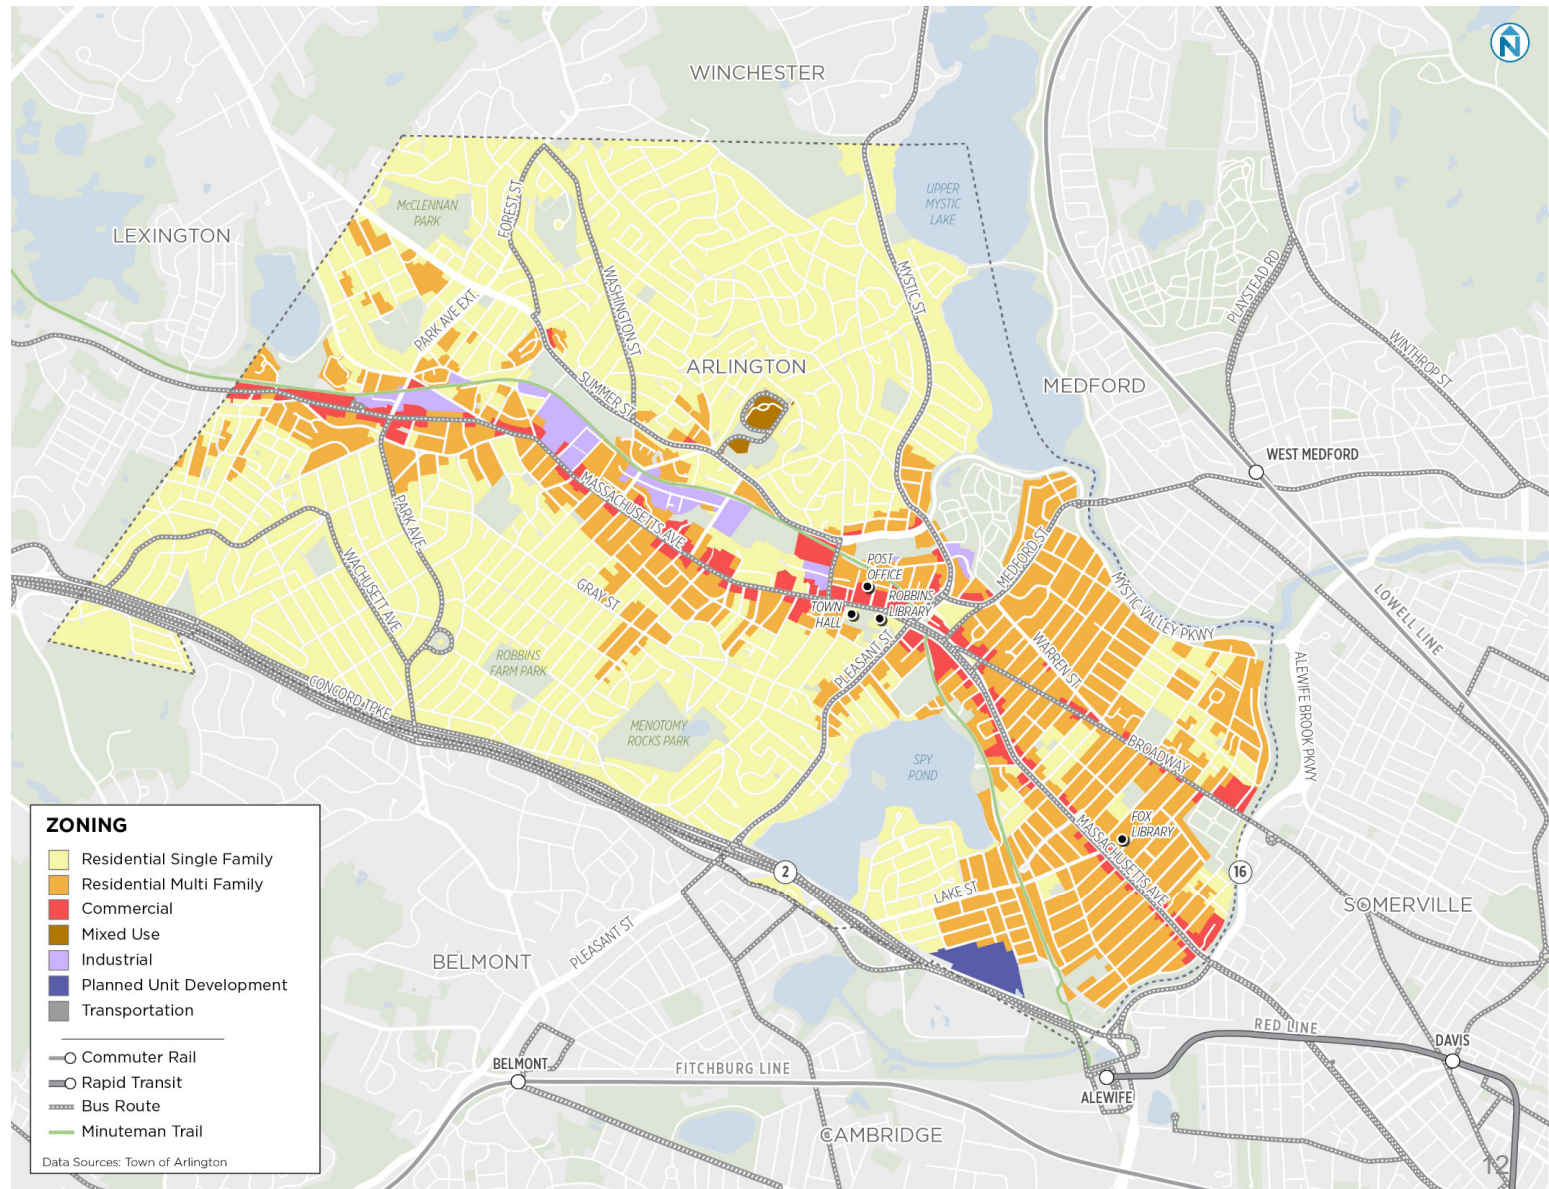 N
WINCHESTER
McCLENNAN
PARK
FOREST ST
UPPER
MYSTIC
LAKE
LEXINGTON
WASHINGTON ST
MYSTIC ST
PLAYSTEAD RD
PARK AVE EXT.
WINTHROP ST
ARLINGTON
MEDFORD
SUMMER ST
WEST MEDFORD
MASSACHUSETTS AVE
PARK AVE
MEDFORD ST
POST
OFFICE
WACHUSETT AVE
GRAY ST
ROBBINS
LIBRARY
TOWN
HALL
MYSTIC VALLEY PKWY
LOWELL LINE
WARREN ST
PLEASANT ST
ROBBINS
FARM PARK
ALEWIFE BROOK PKWY
CONCORD TPKE
MENOTOMY
ROCKS PARK
BROADWAY
SPY
POND
FOX
LIBRARY
MASSACHUSETTS AVE
2
16
LAKE ST
SOMERVILLE
PLEASANT ST
BELMONT
RED LINE
DAVIS
BELMONT
FITCHBURG LINE
ALEWIFE
CAMBRIDGE
ZONING
Residential Single Family
Residential Multi Family
Commercial
Mixed Use
Industrial
Planned Unit Development
Transportation
Commuter Rail
Rapid Transit
Bus Route
Minuteman Trail
Data Sources: Town of Arlington
12